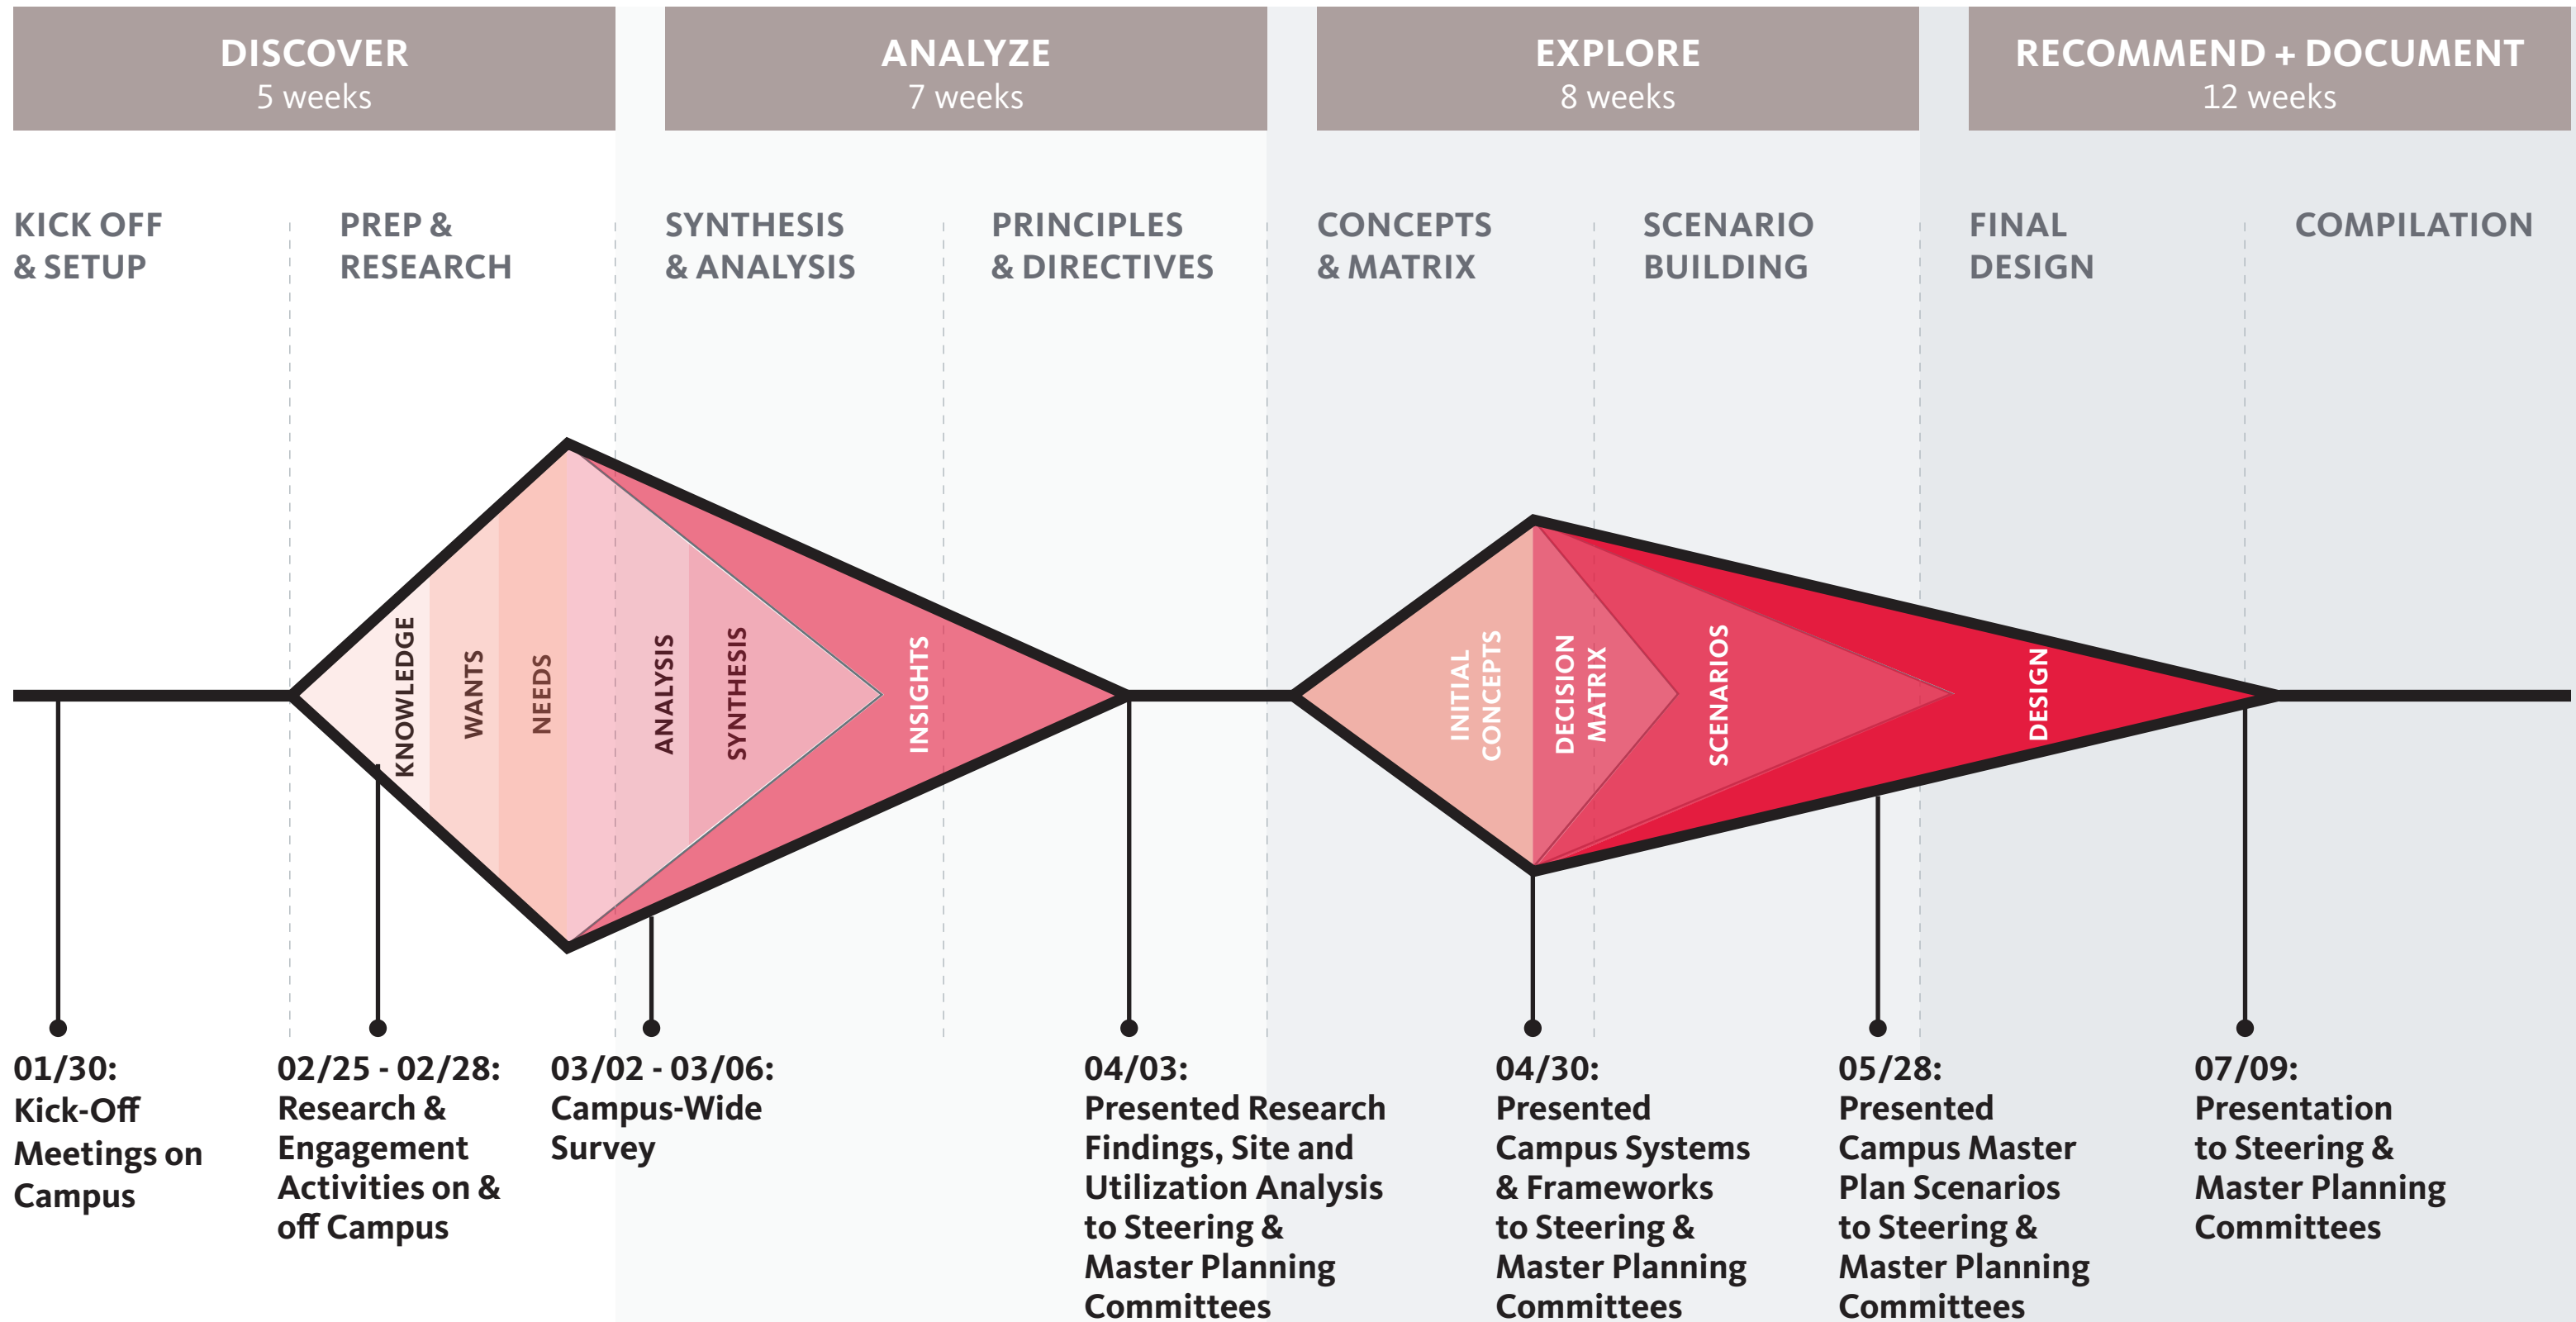 DISCOVER
5 weeks
ANALYZE
7 weeks
EXPLORE
8 weeks
RECOMMEND + DOCUMENT
12 weeks
KICK OFF
& SETUP
PREP &
RESEARCH
SYNTHESIS
& ANALYSIS
PRINCIPLES
& DIRECTIVES
CONCEPTS
& MATRIX
SCENARIO
BUILDING
FINAL
DESIGN
COMPILATION
KNOWLEDGE
WANTS
NEEDS
ANALYSIS
SYNTHESIS
INSIGHTS
INITIAL
CONCEPTS
DECISION
MATRIX
SCENARIOS
DESIGN
01/30:
Kick-Off
Meetings on
Campus
02/25 - 02/28:
Research &
Engagement
Activities on &
off Campus
03/02 - 03/06:
Campus-Wide
Survey
04/03:
Presented Research
Findings, Site and
Utilization Analysis
to Steering &
Master Planning
Committees
04/30:
Presented
Campus Systems
& Frameworks
to Steering &
Master Planning
Committees
05/28:
Presented
Campus Master
Plan Scenarios
to Steering &
Master Planning
Committees
07/09:
Presentation
to Steering &
Master Planning
Committees